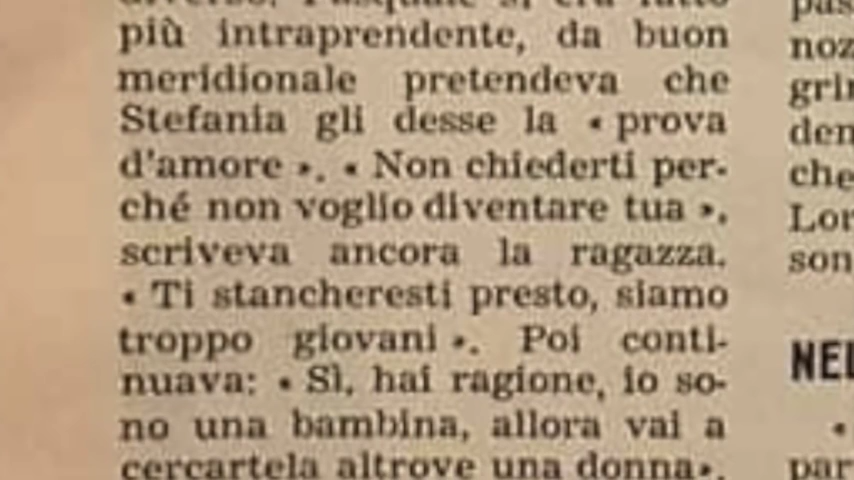 più intraprendente, da buon
meridionale pretendeva che
Stefania gli desse la « prova
d'amore ». « Non chiederti per-
ché non voglio diventare tua »,
scriveva ancora la ragazza.
« Ti stancheresti presto, siamo
troppo giovani ». Poi conti-
nuava: « Sì, hai ragione, io so-
no una bambina, allora vai a
cercartela altrove una donna».
NEL